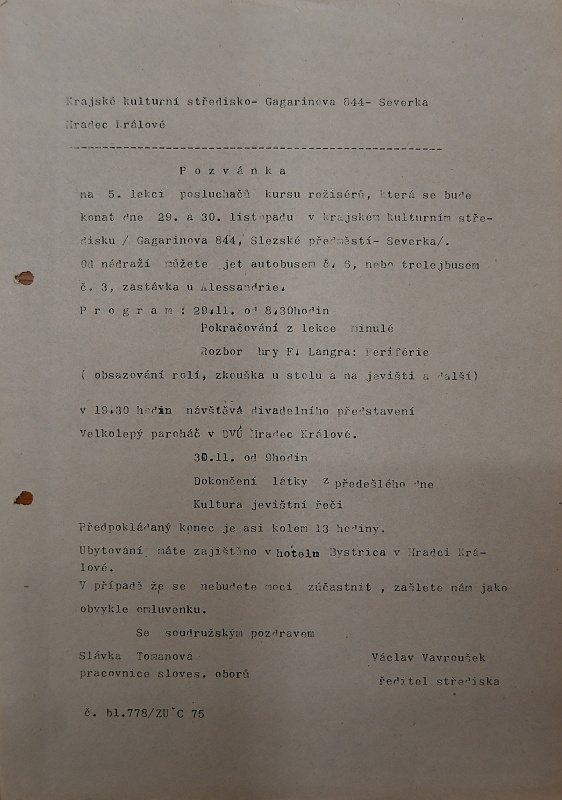 Krajské kulturní středisko- Gagarinova 844- Severka
Hradec Králové
P o z v á n k a
na 5. lekci posluchačů kursu režisérů, která se bude
konat dne 29. a 30. listopadu v krajském kulturním stře-
disku / Gagarinova 844, Slezské předměstí- Severka/.
Od nádraží můžete jet autobusem č. 6, nebo trolejbusem
č. 3, zastávka u Alessandrie.
P r o g r a m : 29.11. od 8.30hodin
Pokračování z lekce minulé
Rozbor hry F. Langra: Periférie
( obsazování rolí, zkouška u stolu a na jevišti a další)
v 19.30 hodin návštěva divadelního představení
Velkolepý paroháč v DVÚ Hradec Králové.
30.11. od 9hodin
Dokončení látky z předešlého dne
Kultura jevištní řeči
Předpokládaný konec je asi kolem 13 hodiny.
Ubytování máte zajištěno v hotelu Bystrica v Hradci Krá-
lové.
V případě že se nebudete moci zúčastnit , zašlete nám jako
obvykle omluvenku.
Se soudružským pozdravem
Slávka Tomanová
Václav Vavroušek
pracovnice sloves. oborů
ředitel střediska
č. bl.778/ZUˇC 75